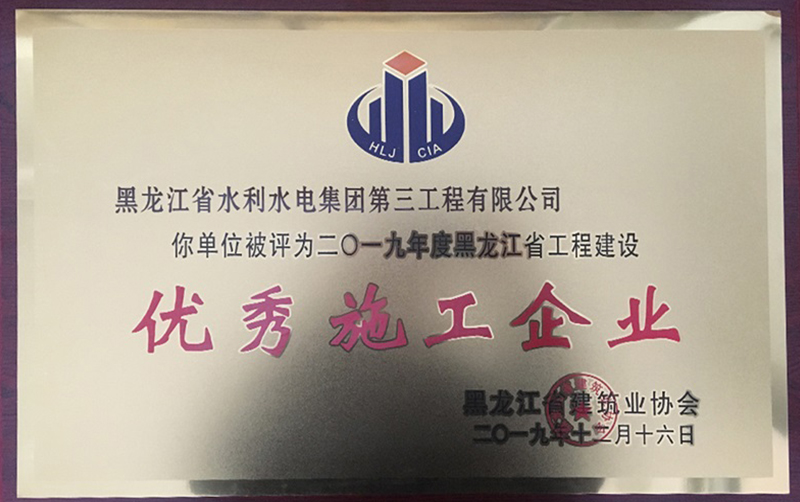 HLJ CIA
黑龙江省水利水电集团第三工程有限公司
你单位被评为二〇一九年度黑龙江省工程建设
优秀施工企业
黑龙江省建筑业协会
二〇一九年十二月十六日